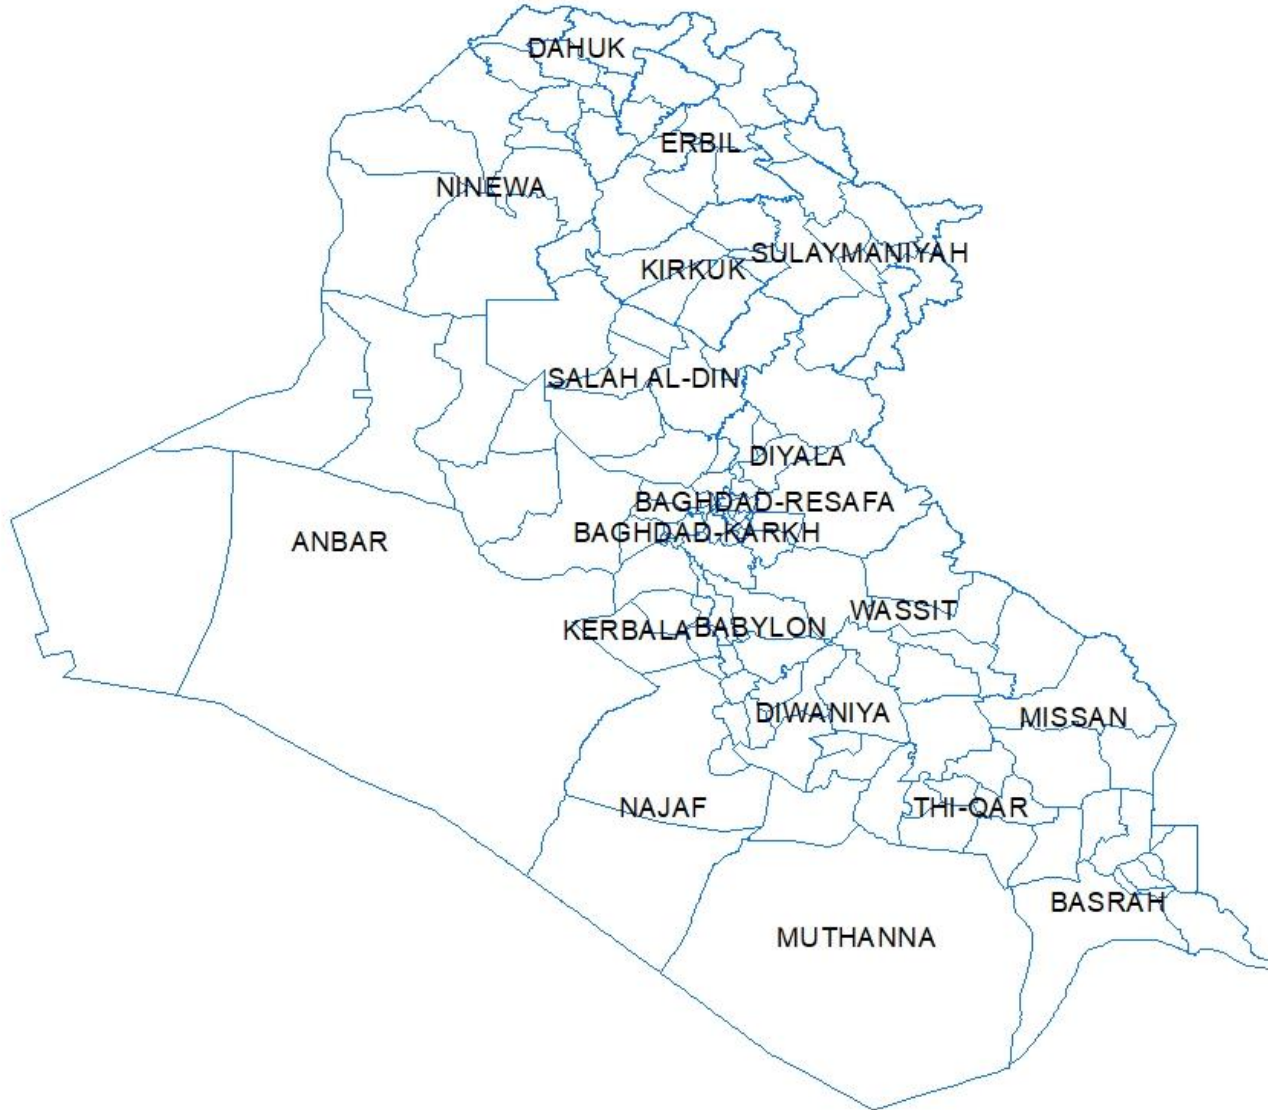 DAHUK
ERBIL
NINEWA
SULAYMANIYAH
KIRKUK
SALAH AL-DIN
DIYALA
BAGHDAD-RESAFA
BAGHDAD-KARKH
ANBAR
WASSIT
KERBALA
BABYLON
DIWANIYA
MISSAN
NAJAF
THI-QAR
BASRAH
MUTHANNA